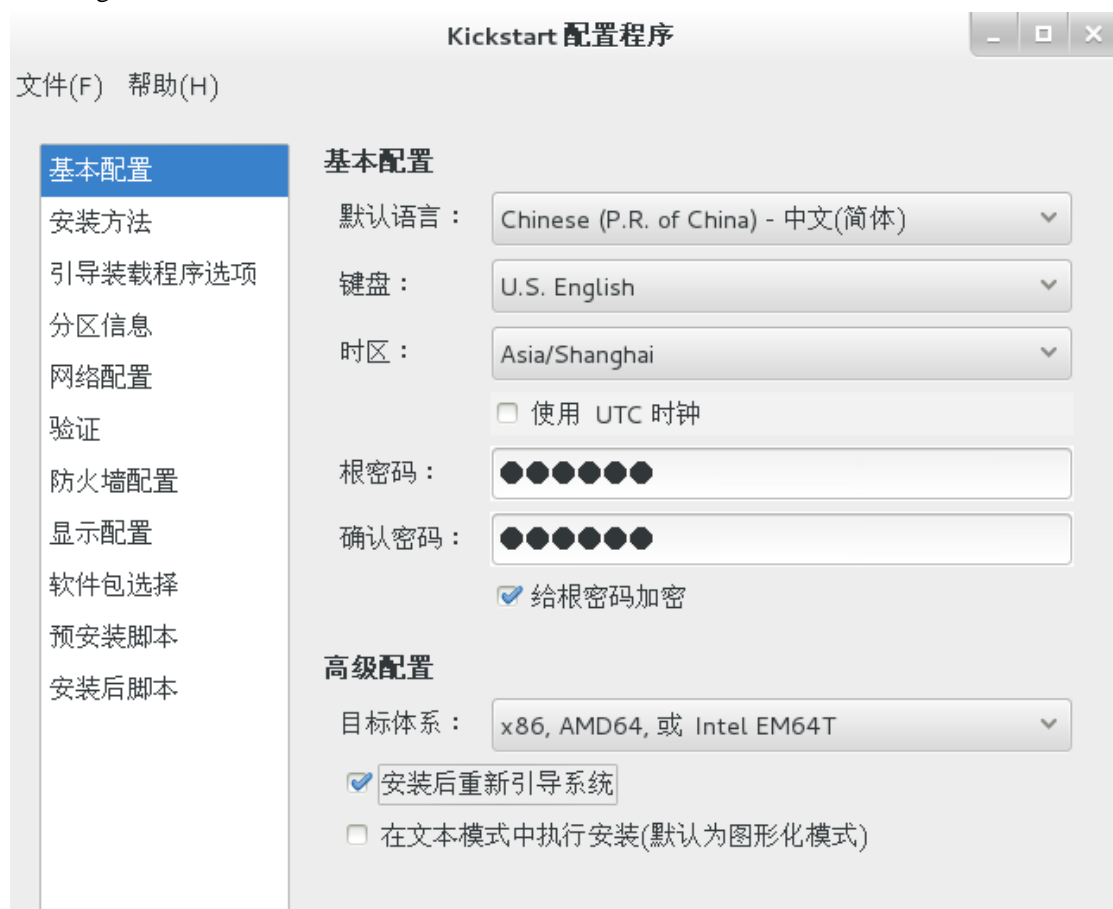 Kickstart 配置程序
文件(F) 帮助(H)
基本配置
安装方法
引导装载程序选项
分区信息
网络配置
验证
防火墙配置
显示配置
软件包选择
预安装脚本
安装后脚本
基本配置
默认语言： Chinese (P.R. of China) - 中文(简体)
键盘： U.S. English
时区： Asia/Shanghai
使用 UTC 时钟
根密码： ●●●●●●
确认密码： ●●●●●●
给根密码加密
高级配置
目标体系： x86, AMD64, 或 Intel EM64T
安装后重新引导系统
在文本模式中执行安装(默认为图形化模式)